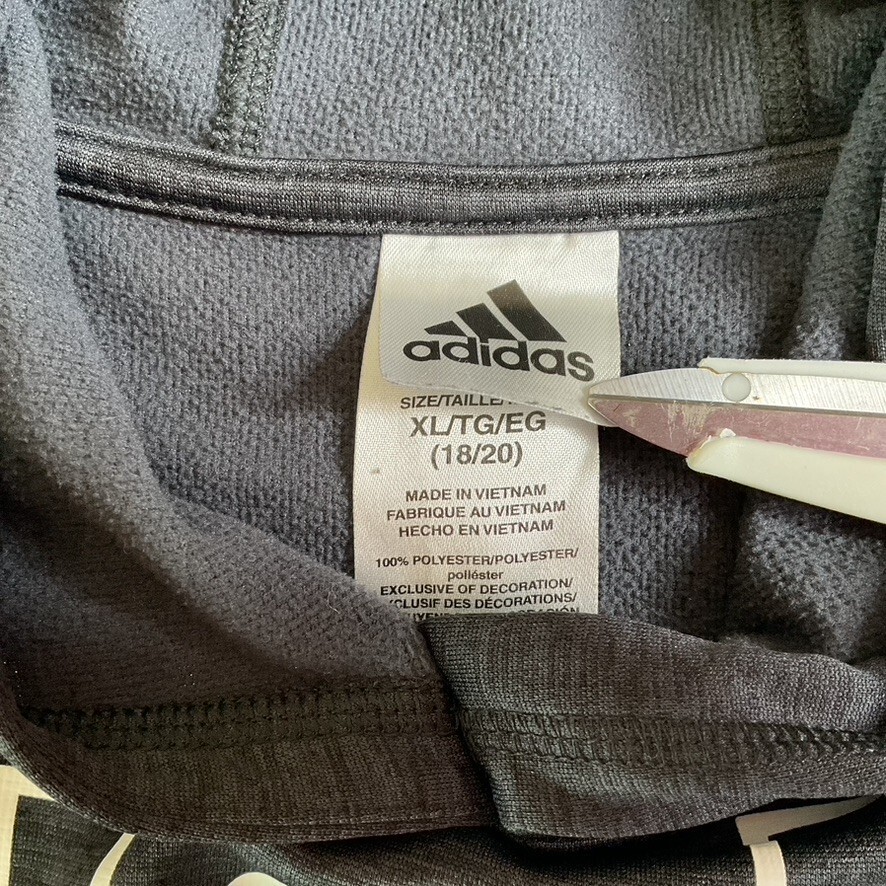 adidas
SIZE/TAILLE/
XL/TG/EG
(18/20)
MADE IN VIETNAM
FABRIQUE AU VIETNAM
HECHO EN VIETNAM
100% POLYESTER/POLYESTER/
poliéster
EXCLUSIVE OF DECORATION/
CLUSIF DES DÉCORATIONS/